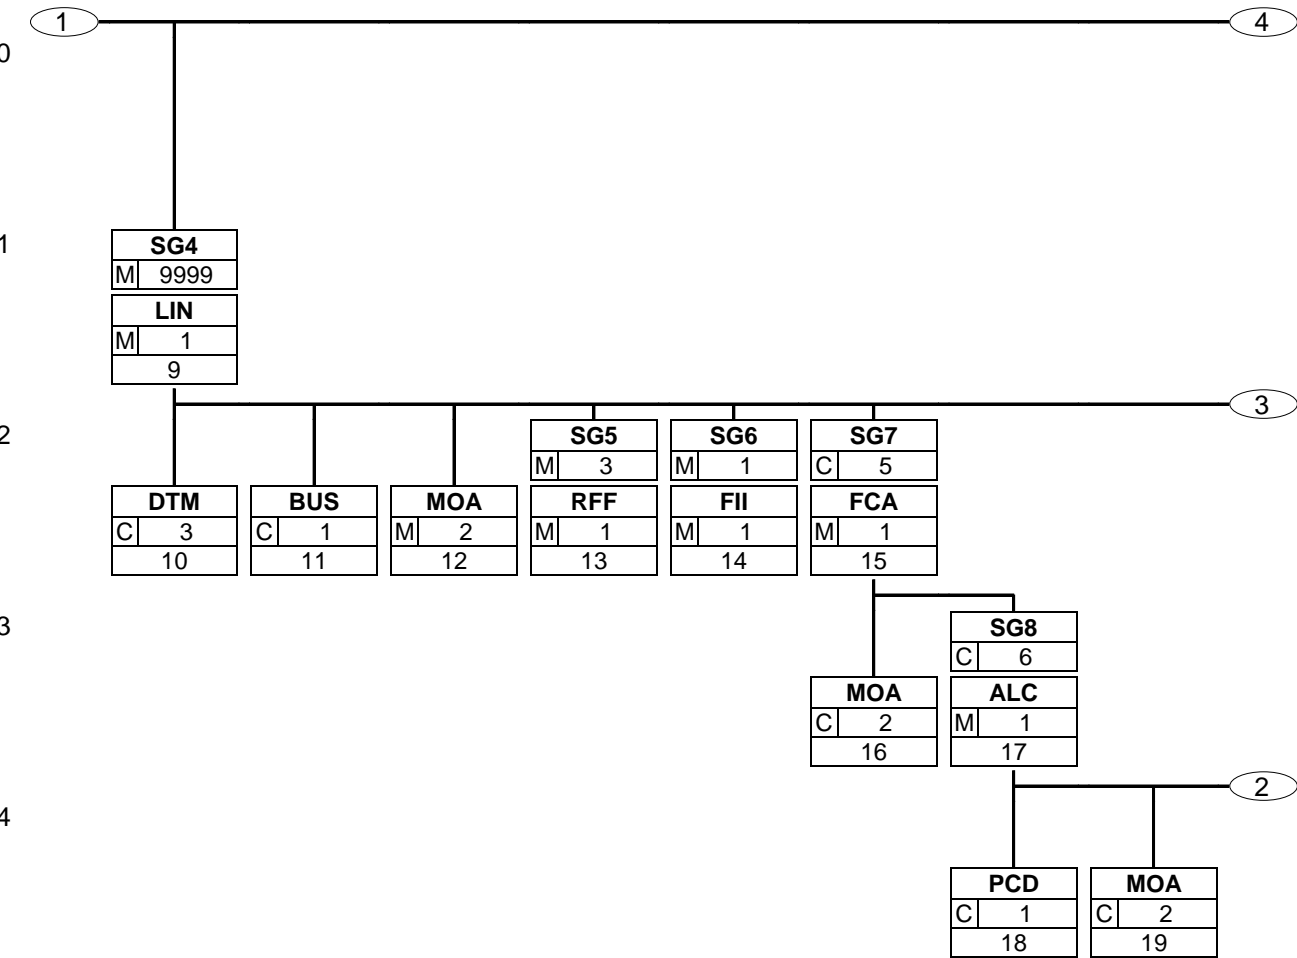 1 4
0
1
SG4
M 9999
LIN
M 1
9
3
2
SG5 SG6 SG7
M 3 M 1 C 5
DTM BUS MOA RFF FII FCA
C 3 C 1 M 2 M 1 M 1 M 1
10 11 12 13 14 15
3
SG8
C 6
MOA ALC
C 2 M 1
16 17
2
4
PCD MOA
C 1 C 2
18 19